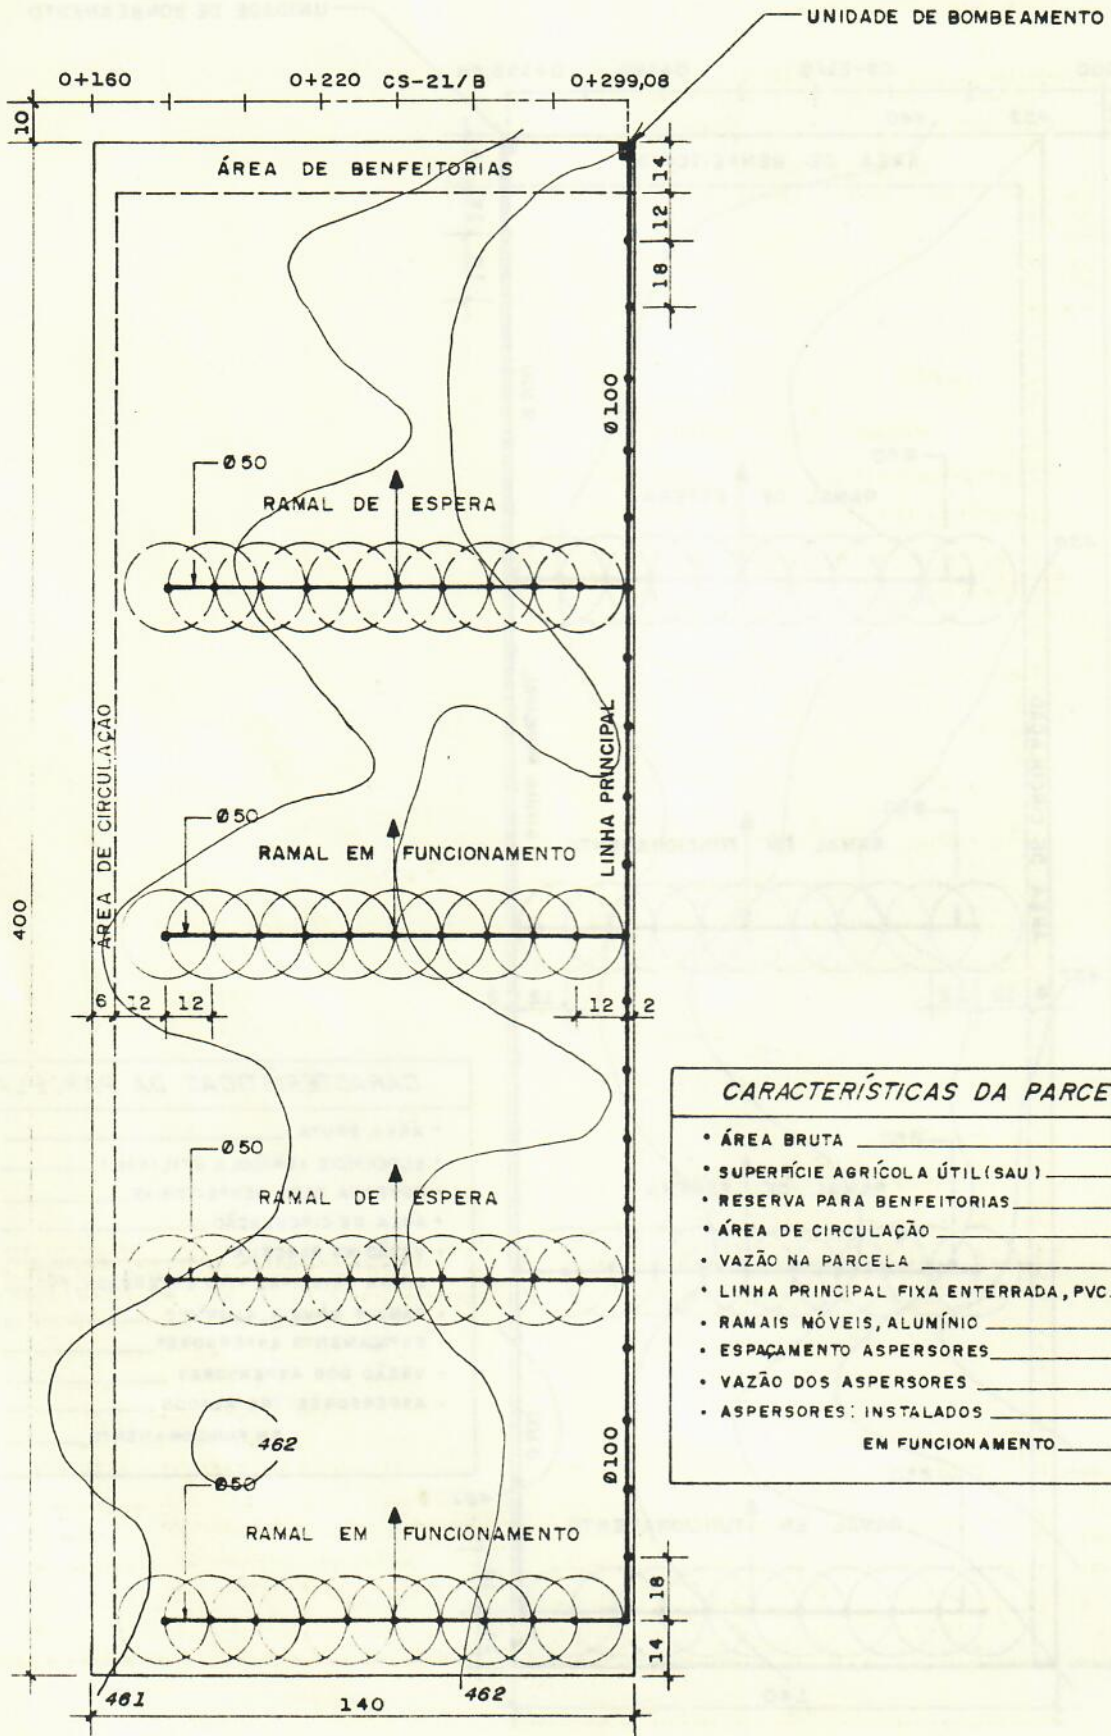 UNIDADE DE BOMBEAMENTO
0+160 0+220 CS-21/B 0+299,08
10
ÁREA DE BENFEITORIAS
14
12
18
Ø100
Ø50
RAMAL DE ESPERA
ÁREA DE CIRCULAÇÃO
LINHA PRINCIPAL
Ø50
RAMAL EM FUNCIONAMENTO
400
6 12 12 12 2
CARACTERÍSTICAS DA PARCE
• ÁREA BRUTA
• SUPERFÍCIE AGRÍCOLA ÚTIL(SAU)
• RESERVA PARA BENFEITORIAS
• ÁREA DE CIRCULAÇÃO
• VAZÃO NA PARCELA
• LINHA PRINCIPAL FIXA ENTERRADA, PVC
• RAMAIS MÓVEIS, ALUMÍNIO
• ESPAÇAMENTO ASPERSORES
• VAZÃO DOS ASPERSORES
• ASPERSORES: INSTALADOS
EM FUNCIONAMENTO
Ø50
RAMAL DE ESPERA
462
Ø100
Ø50
RAMAL EM FUNCIONAMENTO
18
14
461
462
140